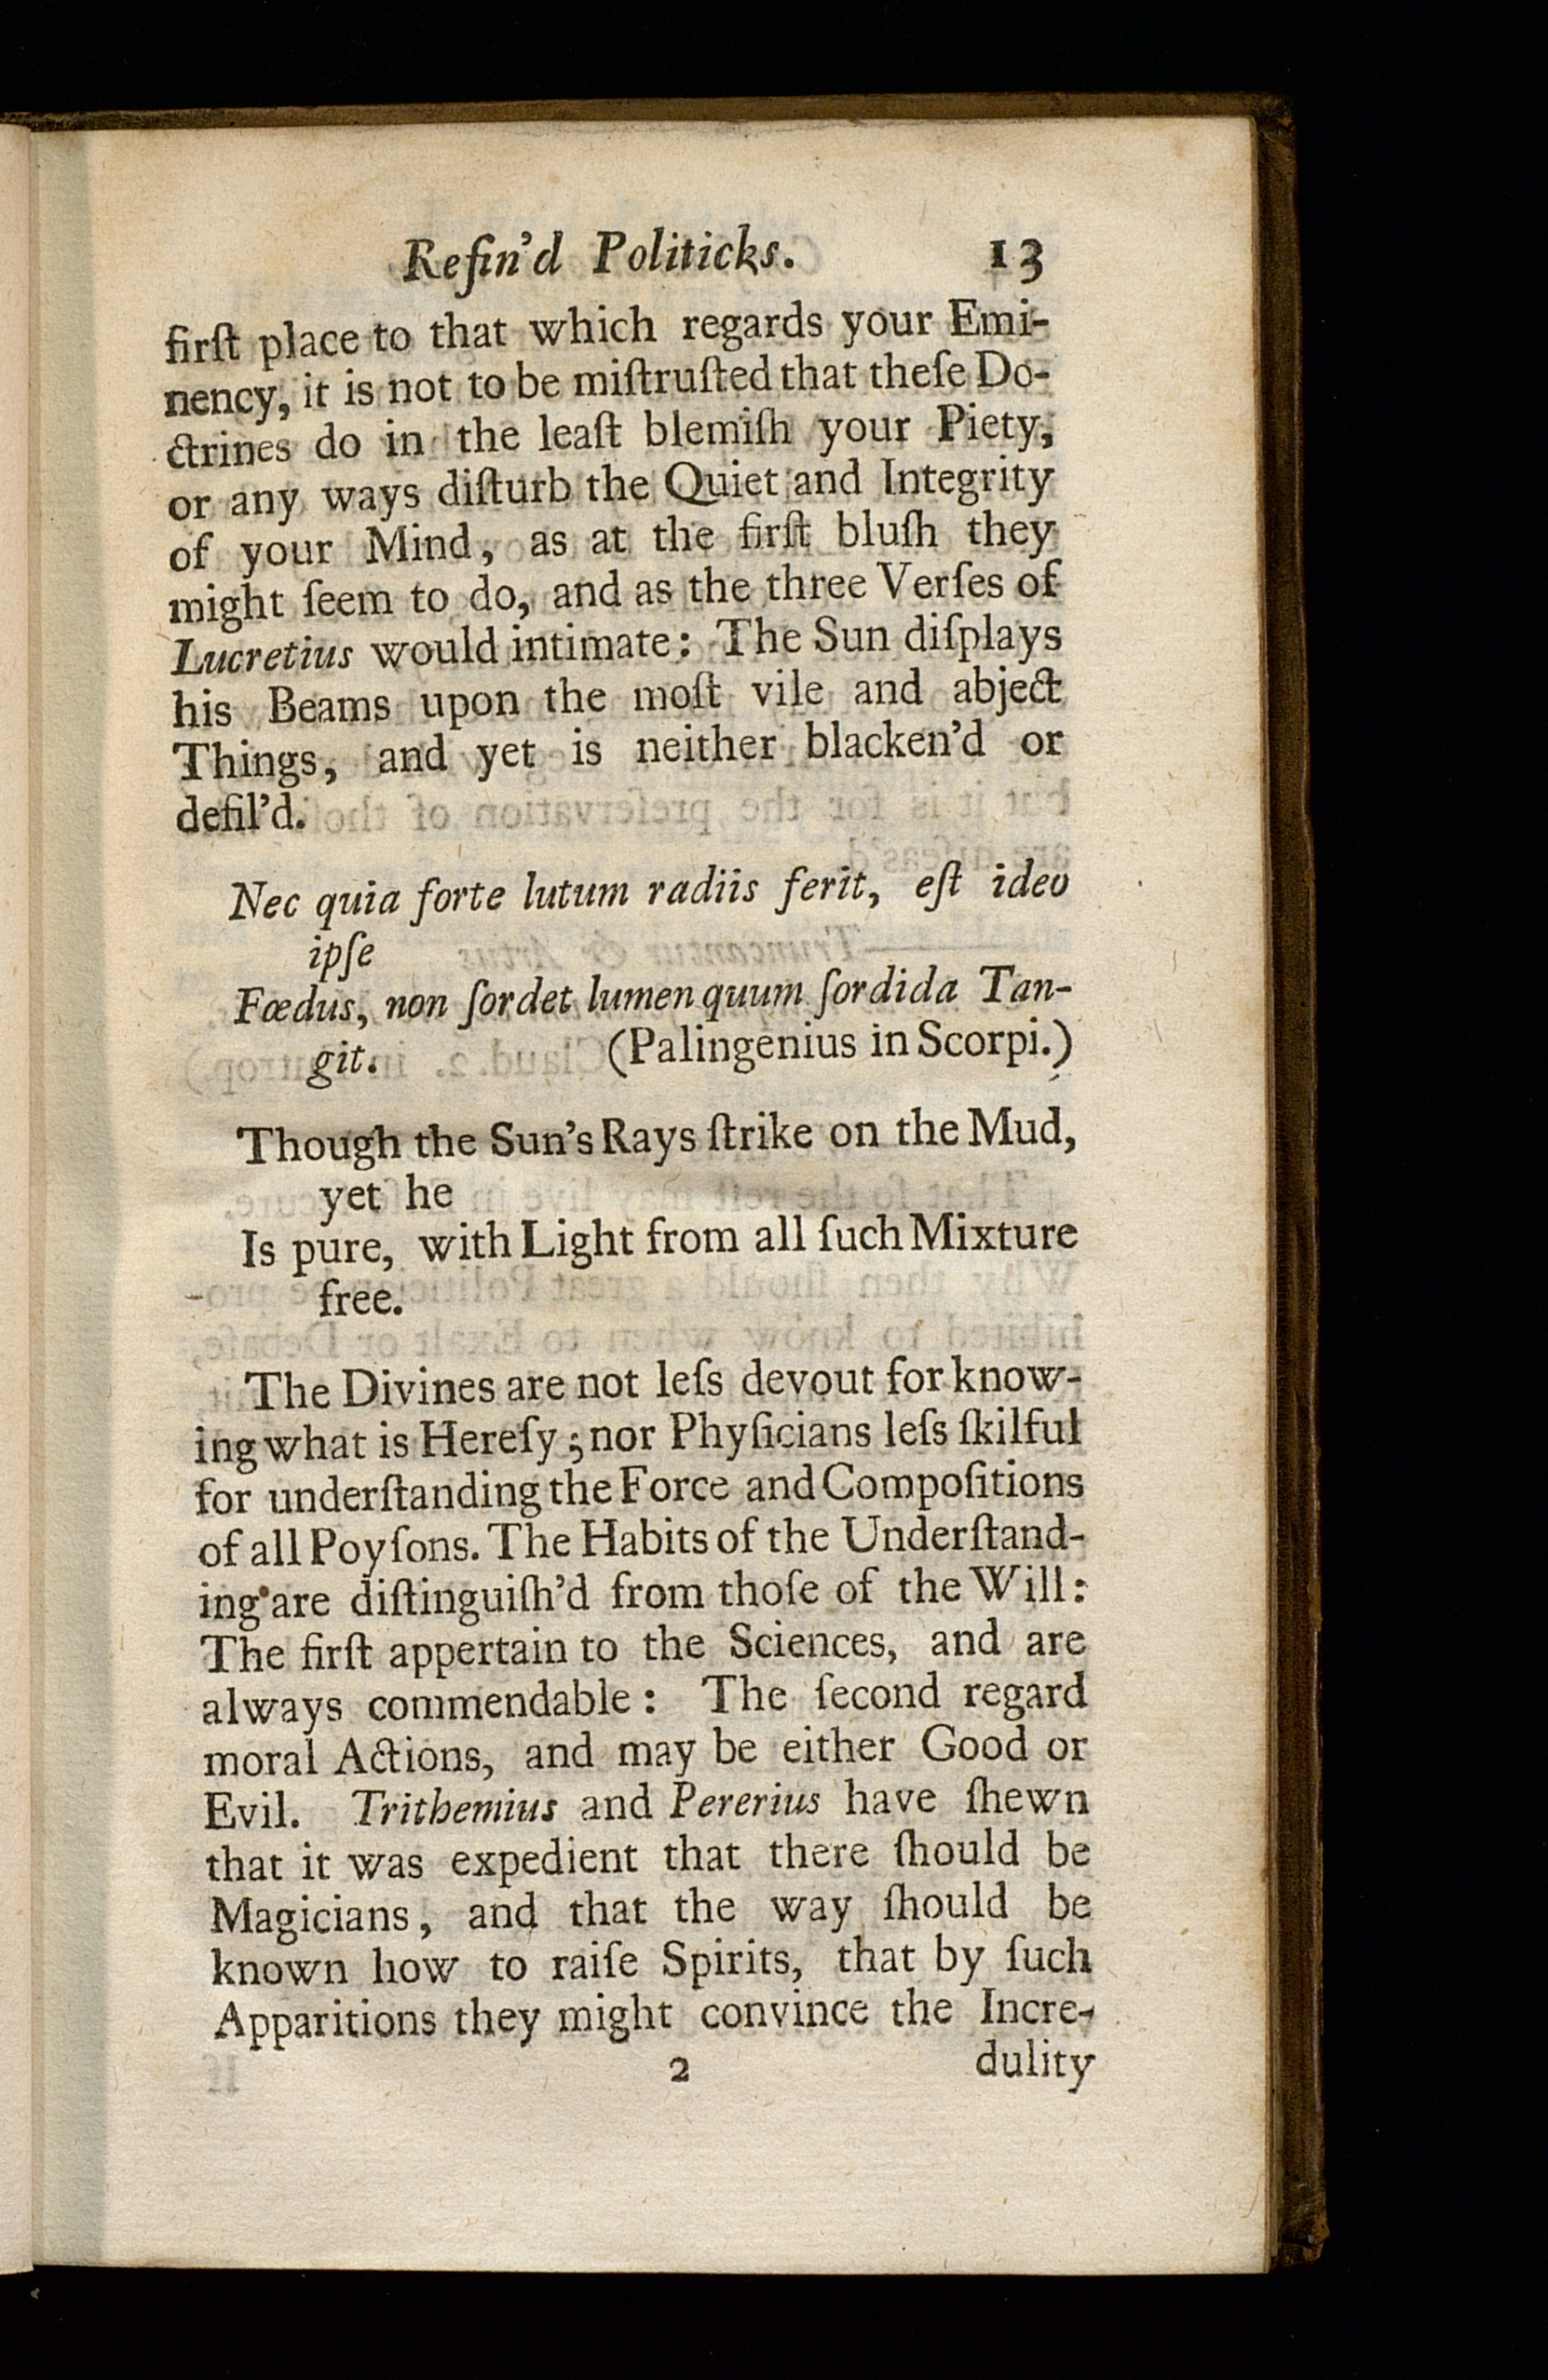 Refin'd Politicks. 13
firſt place to that which regards your Emi-
nency, it is not to be miſtruſted that theſe Do-
ctrines do in the leaſt blemiſh your Piety,
or any ways diſturb the Quiet and Integrity
of your Mind, as at the firſt bluſh they
might ſeem to do, and as the three Verſes of
Lucretius would intimate: The Sun diſplays
his Beams upon the moſt vile and abject
Things, and yet is neither blacken'd or
defil'd.
Nec quia forte lutum radiis ferit, eſt ideo
ipſe
Fœdus, non ſordet lumen quum ſordida Tan-
git. (Palingenius in Scorpi.)
Though the Sun's Rays ſtrike on the Mud,
yet he
Is pure, with Light from all ſuch Mixture
free.
The Divines are not leſs devout for know-
ing what is Hereſy; nor Phyſicians leſs ſkilful
for underſtanding the Force and Compoſitions
of all Poyſons. The Habits of the Underſtand-
ing are diſtinguiſh'd from thoſe of the Will:
The firſt appertain to the Sciences, and are
always commendable: The ſecond regard
moral Actions, and may be either Good or
Evil. Trithemius and Pererius have ſhewn
that it was expedient that there ſhould be
Magicians, and that the way ſhould be
known how to raiſe Spirits, that by ſuch
Apparitions they might convince the Incre-
2 dulity